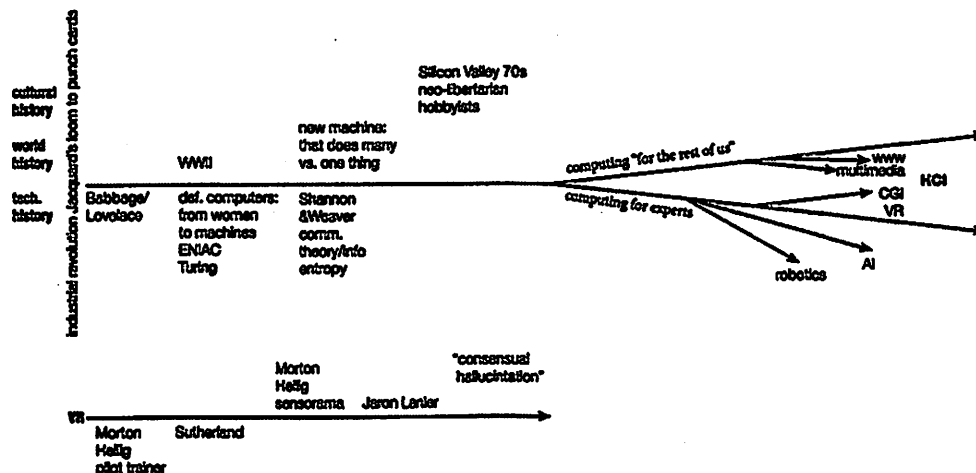 Silicon Valley 70s
neo-libertarian
hobbyists
cultural
history
world
history
tech.
history
industrial revolution Jacquard's loom to punch cards
WWII
new machine:
that does many
vs. one thing
Babbage/
Lovelace
def. computers:
from women
to machines
ENIAC
Turing
Shannon
&Weaver
comm.
theory/info
entropy
computing "for the rest of us"
computing for experts
www
multimedia
HCI
CGI
VR
AI
robotics
Morton
Heilig
sensorama
Jaron Lanier
"consensual
hallucintation"
VR
Morton
Heilig
pilot trainer
Sutherland